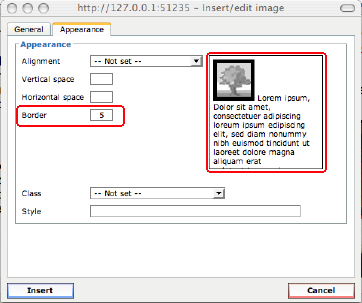 http://127.0.0.1:51235 – Insert/edit image
General Appearance
Appearance
Alignment -- Not set --
Vertical space
Horizontal space
Border 5
Lorem ipsum,
Dolor sit amet,
consectetuer adipiscing
loreum ipsum edipiscing
elit, sed diam nonummy
nibh euismod tincidunt ut
laoreet dolore magna
aliquam erat
Class -- Not set --
Style
Insert Cancel